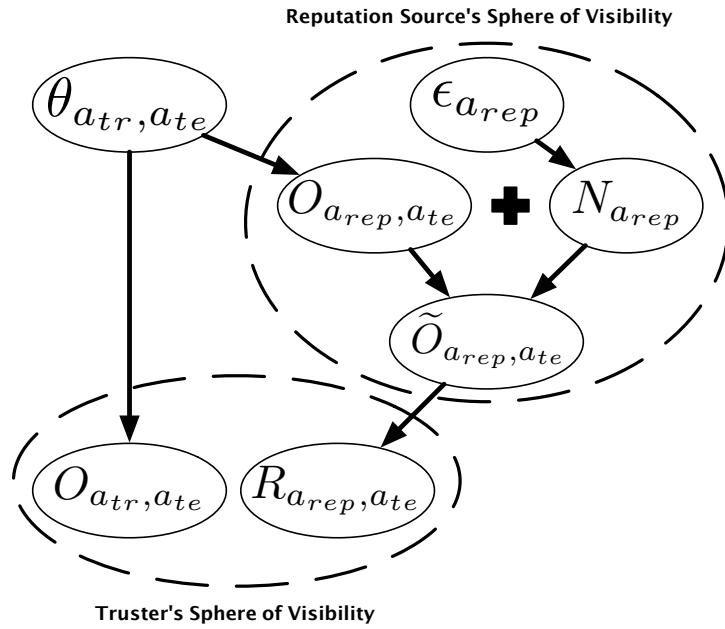 Reputation Source's Sphere of Visibility
θ_{a_{tr},a_{te}}
ϵ_{a_{rep}}
O_{a_{rep},a_{te}}
N_{a_{rep}}
Õ_{a_{rep},a_{te}}
O_{a_{tr},a_{te}}
R_{a_{rep},a_{te}}
Truster's Sphere of Visibility